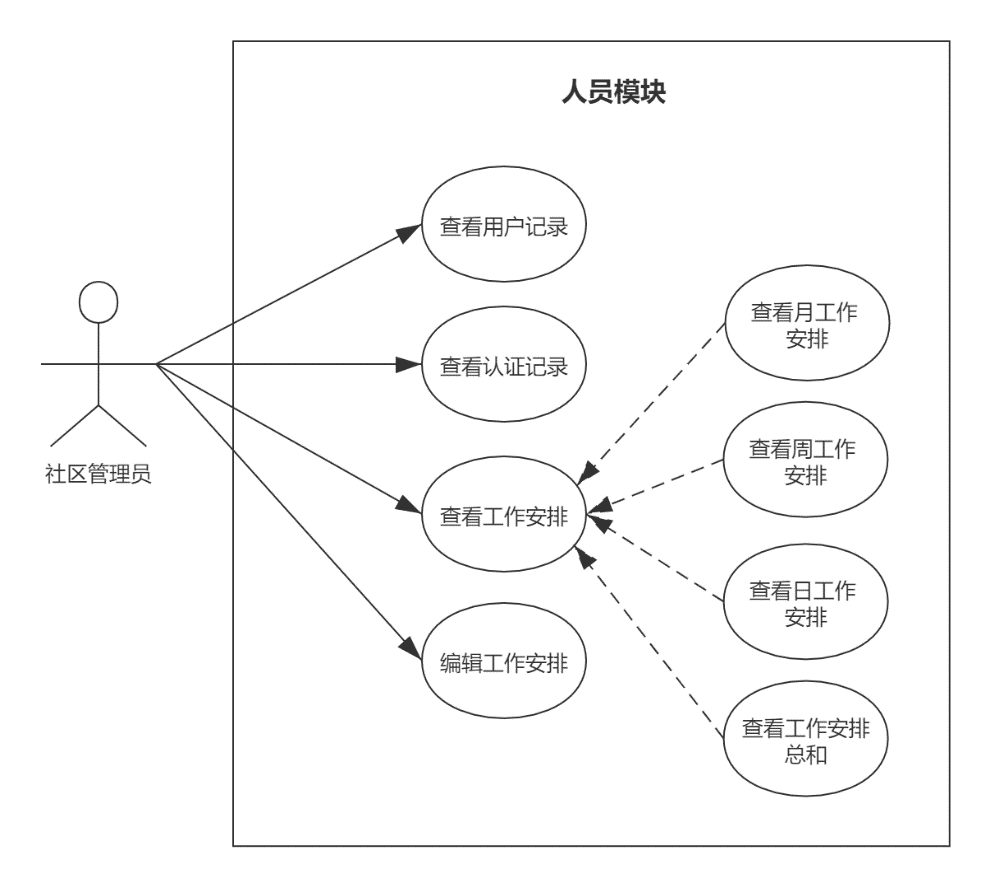 人员模块
查看用户记录
查看认证记录
查看工作安排
编辑工作安排
社区管理员
查看月工作
安排
查看周工作
安排
查看日工作
安排
查看工作安排
总和